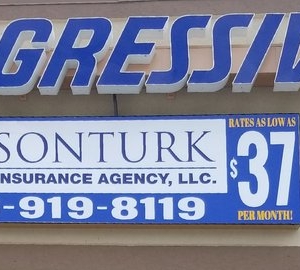 GRESSIV
SONTURK
INSURANCE AGENCY, LLC.
-919-8119
RATES AS LOW AS
$37
PER MONTH!